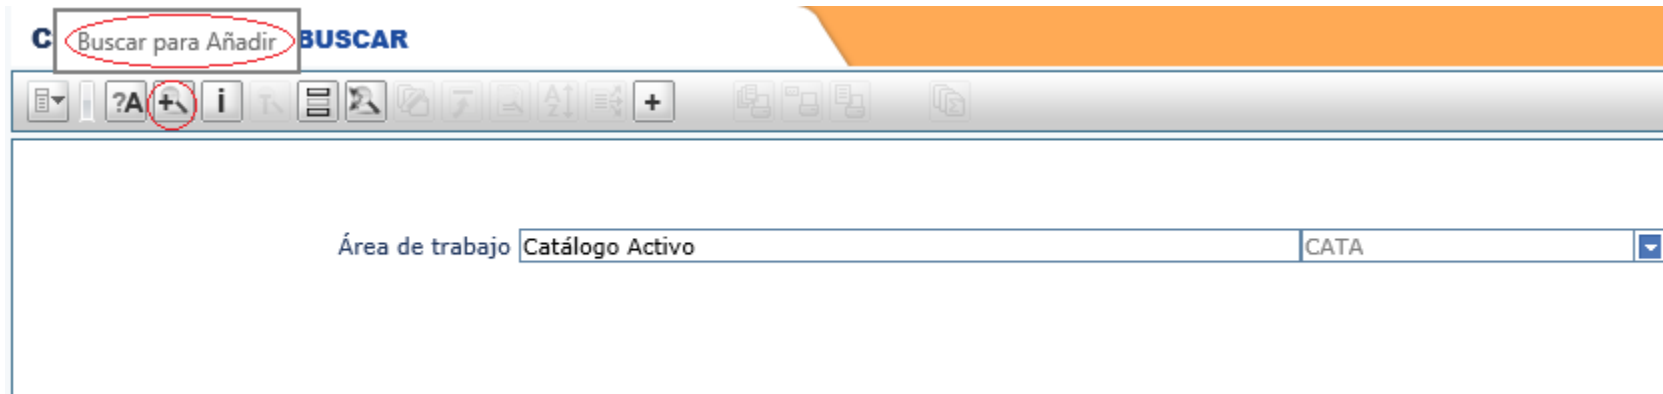 C Buscar para Añadir BUSCAR
?A + i +
Área de trabajo Catálogo Activo CATA